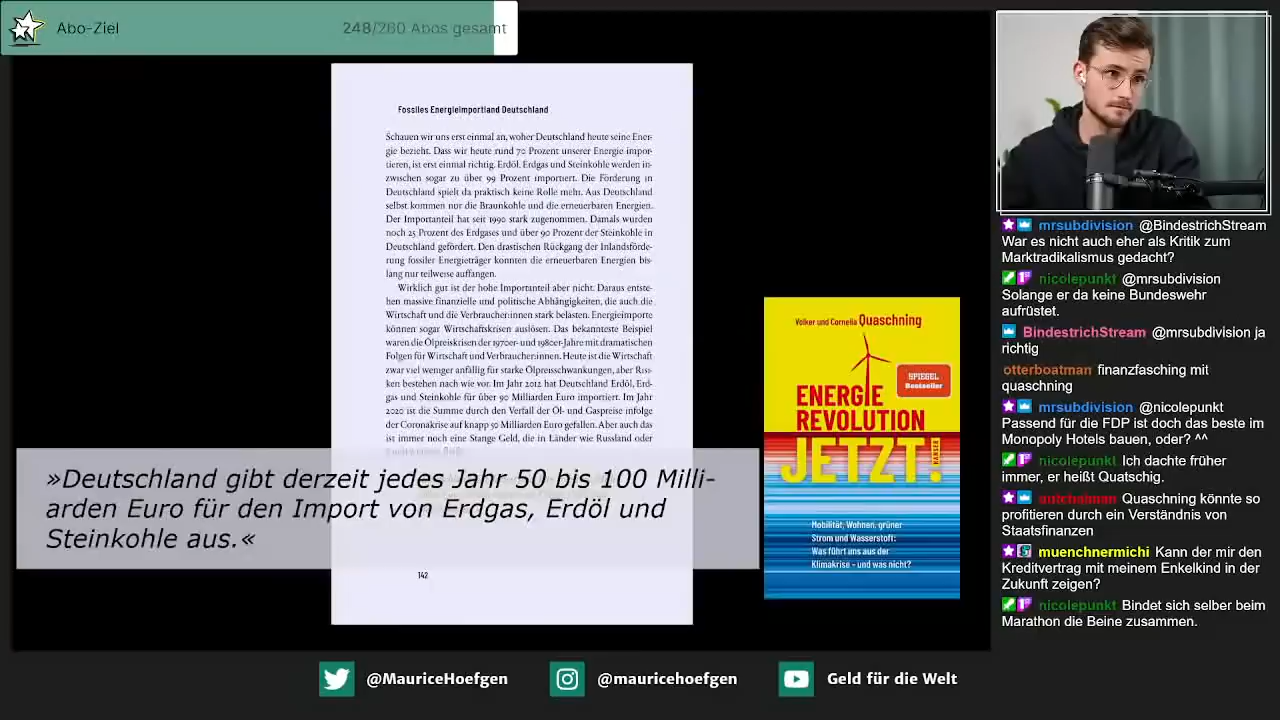 Abo-Ziel
248/260 Abos gesamt
Fossiles Energieimportland Deutschland
Schauen wir uns erst einmal an, woher Deutschland heute seine Ener-
gie bezieht. Dass wir heute rund 70 Prozent unserer Energie impor-
tieren, ist erst einmal richtig. Erdöl, Erdgas und Steinkohle werden in-
zwischen sogar zu über 99 Prozent importiert. Die Förderung in
Deutschland spielt da praktisch keine Rolle mehr. Aus Deutschland
selbst kommen nur die Braunkohle und die erneuerbaren Energien.
Der Importanteil hat seit 1990 stark zugenommen. Damals wurden
noch 25 Prozent des Erdgases und über 90 Prozent der Steinkohle in
Deutschland gefördert. Den drastischen Rückgang der Inlandsförde-
rung fossiler Energieträger konnten die erneuerbaren Energien bis-
lang nur teilweise auffangen.
Wirklich gut ist der hohe Importanteil aber nicht. Daraus entste-
hen massive finanzielle und politische Abhängigkeiten, die auch die
Wirtschaft und die Verbraucher:innen stark belasten. Energieimporte
können sogar Wirtschaftskrisen auslösen. Das bekannteste Beispiel
waren die Ölpreiskrisen der 1970er- und 1980er-Jahre mit dramatischen
Folgen für Wirtschaft und Verbraucher:innen. Heute ist die Wirtschaft
zwar viel weniger anfällig für starke Ölpreisschwankungen, aber Risi-
ken bestehen nach wie vor. Im Jahr 2012 hat Deutschland Erdöl, Erd-
gas und Steinkohle für über 90 Milliarden Euro importiert. Im Jahr
2020 ist die Summe durch den Verfall der Öl- und Gaspreise infolge
der Coronakrise auf knapp 50 Milliarden Euro gefallen. Aber auch das
ist immer noch eine Stange Geld, die in Länder wie Russland oder
»Deutschland gibt derzeit jedes Jahr 50 bis 100 Milli-
arden Euro für den Import von Erdgas, Erdöl und
Steinkohle aus.«
142
Volker und Cornelia Quaschning
SPIEGEL
Bestseller
ENERGIE
REVOLUTION
JETZT!
HANSER
Mobilität, Wohnen, grüner
Strom und Wasserstoff:
Was führt uns aus der
Klimakrise – und was nicht?
mrsubdivision @BindestrichStream
War es nicht auch eher als Kritik zum
Marktradikalismus gedacht?
nicolepunkt @mrsubdivision
Solange er da keine Bundeswehr
aufrüstet.
BindestrichStream @mrsubdivision ja
richtig
otterboatman finanzfasching mit
quaschning
mrsubdivision @nicolepunkt
Passend für die FDP ist doch das beste im
Monopoly Hotels bauen, oder? ^^
nicolepunkt Ich dachte früher
immer, er heißt Quatschig.
Quaschning könnte so
profitieren durch ein Verständnis von
Staatsfinanzen
muenchnermichi Kann der mir den
Kreditvertrag mit meinem Enkelkind in der
Zukunft zeigen?
nicolepunkt Bindet sich selber beim
Marathon die Beine zusammen.
@MauriceHoefgen
@mauricehoefgen
Geld für die Welt